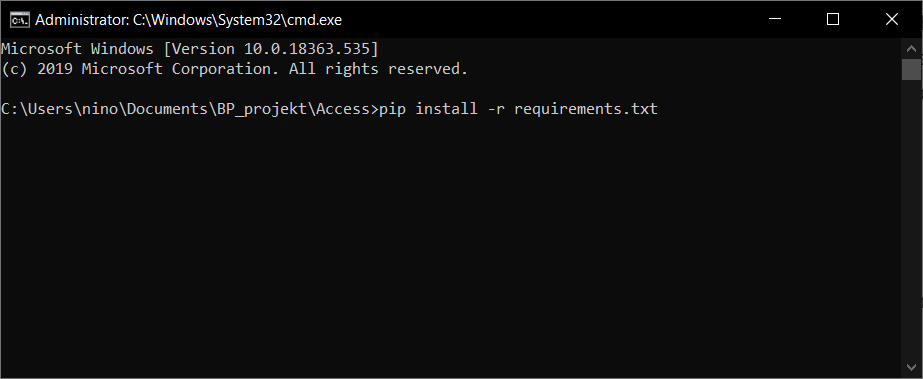 Administrator: C:\Windows\System32\cmd.exe
Microsoft Windows [Version 10.0.18363.535]
(c) 2019 Microsoft Corporation. All rights reserved.
C:\Users\nino\Documents\BP_projekt\Access>pip install -r requirements.txt